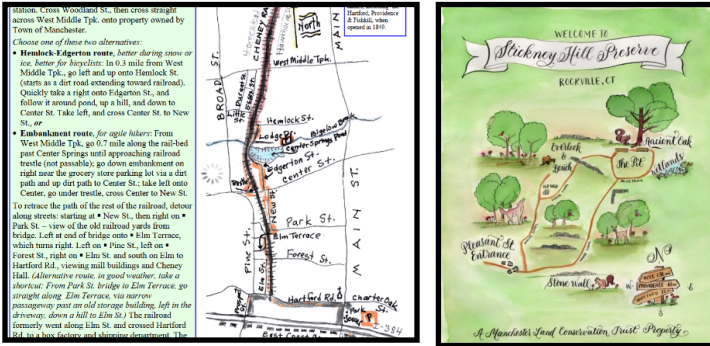 station. Cross Woodland St., then cross straight
across West Middle Tpk. onto property owned by
Town of Manchester.
Choose one of these two alternatives:
• Hemlock-Edgerton route, better during snow or
ice, better for bicyclists: In 0.3 mile from West
Middle Tpk., go left and up onto Hemlock St.
(starts as a dirt road extending toward railroad).
Quickly take a right onto Edgerton St., and
follow it around pond, up a hill, and down to
Center St. Take left, and cross Center St. to New
St., or
• Embankment route, for agile hikers: From
West Middle Tpk, go 0.7 mile along the rail-bed
past Center Springs until approaching railroad
trestle (not passable); go down embankment on
right near the grocery store parking lot via a dirt
path and up dirt path to Center St.; take left onto
Center, go under trestle, cross Center St. to New
To retrace the path of the rest of the railroad, detour
along streets: starting at ▪ New St., then right on ▪
Park St. – view of the old railroad yards from
bridge. Left at end of bridge onto ▪ Elm Terrace,
which turns right. Left on ▪ Pine St., left on ▪
Forest St., right on ▪ Elm St. and south on Elm to
Hartford Rd., viewing mill buildings and Cheney
Hall. (Alternative route, in good weather, take a
shortcut: From Park St. bridge to Elm Terrace, go
straight along Elm Terrace, via narrow
passageway past an old storage building, left in the
driveway, down a hill to Elm St.) The railroad
formerly went along Elm St. and crossed Hartford
Rd. to a box factory and shipping department. The
Hartford, Providence
& Fishkill, when
opened in 1849.
North
MAIN
CHENEY RA
West Middle Tpk.
BROAD ST.
Hemlock St.
Lodge Dr.
Bigelow Brook
Center Springs Pond
Edgerton St.
Center St.
New St.
MAIN ST.
Park St.
Elm Terrace
Pine St.
Forest St.
Elm St.
Hartford Rd.
Charter Oak
St.
Park
P
I-384
WELCOME TO
Stickney Hill Preserve
ROCKVILLE, CT
Ancient Oak
Overlook
&
Bench
The Pit
Wetlands
Pleasant St.
Entrance
Stone Wall
N
W
A Manchester Land Conservation Trust Property